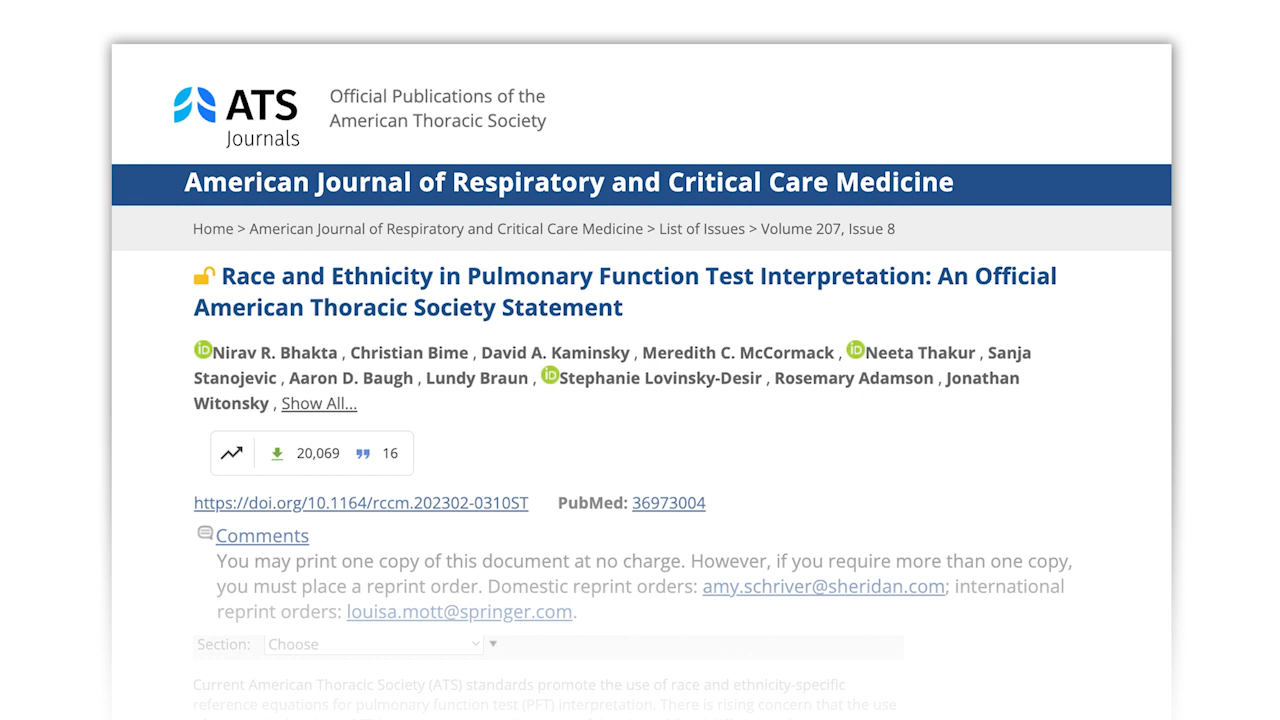 ATS
Journals
Official Publications of the
American Thoracic Society
American Journal of Respiratory and Critical Care Medicine
Home > American Journal of Respiratory and Critical Care Medicine > List of Issues > Volume 207, Issue 8
Race and Ethnicity in Pulmonary Function Test Interpretation: An Official
American Thoracic Society Statement
iD Nirav R. Bhakta , Christian Bime , David A. Kaminsky , Meredith C. McCormack , iD Neeta Thakur , Sanja
Stanojevic , Aaron D. Baugh , Lundy Braun , iD Stephanie Lovinsky-Desir , Rosemary Adamson , Jonathan
Witonsky , Show All...
20,069 16
https://doi.org/10.1164/rccm.202302-0310ST PubMed: 36973004
Comments
You may print one copy of this document at no charge. However, if you require more than one copy,
you must place a reprint order. Domestic reprint orders: amy.schriver@sheridan.com; international
reprint orders: louisa.mott@springer.com.
Section: Choose
Current American Thoracic Society (ATS) standards promote the use of race and ethnicity-specific
reference equations for pulmonary function test (PFT) interpretation. There is rising concern that the use